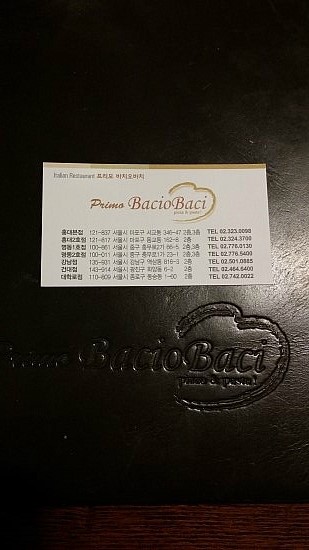 Italian Restaurant 프리모 바치오바치
Primo BacioBaci
pasta & pizza!
홍대본점 121-837 서울시 마포구 서교동 346-47 2층,3층 TEL 02.323.0095
홍대2호점 121-817 서울시 마포구 동교동 162-6 2층 TEL 02.324.3700
명동1호점 100-861 서울시 중구 충무로2가 66-5 2층,3층 TEL 02.776.0130
명동2호점 100-011 서울시 중구 충무로1가 23-1 2층,3층 TEL 02.776.5400
강남점 135-931 서울시 강남구 역삼동 818-3 2층 TEL 02.501.0885
건대점 143-914 서울시 광진구 화양동 6-2 2층 TEL 02.464.6400
대학로점 110-809 서울시 종로구 동숭동 1-00 2층 TEL 02.742.0022
Primo BacioBaci